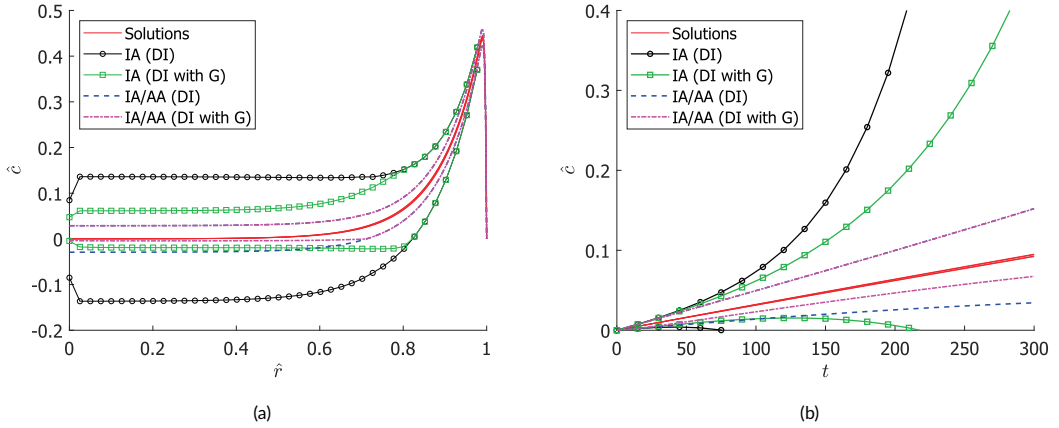 0.5
0.4
0.3
0.2
0.1
0
-0.1
-0.2
ĉ
Solutions
IA (DI)
IA (DI with G)
IA/AA (DI)
IA/AA (DI with G)
0 0.2 0.4 0.6 0.8 1
r̂
(a)
0.4
0.3
0.2
0.1
0
ĉ
Solutions
IA (DI)
IA (DI with G)
IA/AA (DI)
IA/AA (DI with G)
0 50 100 150 200 250 300
t
(b)